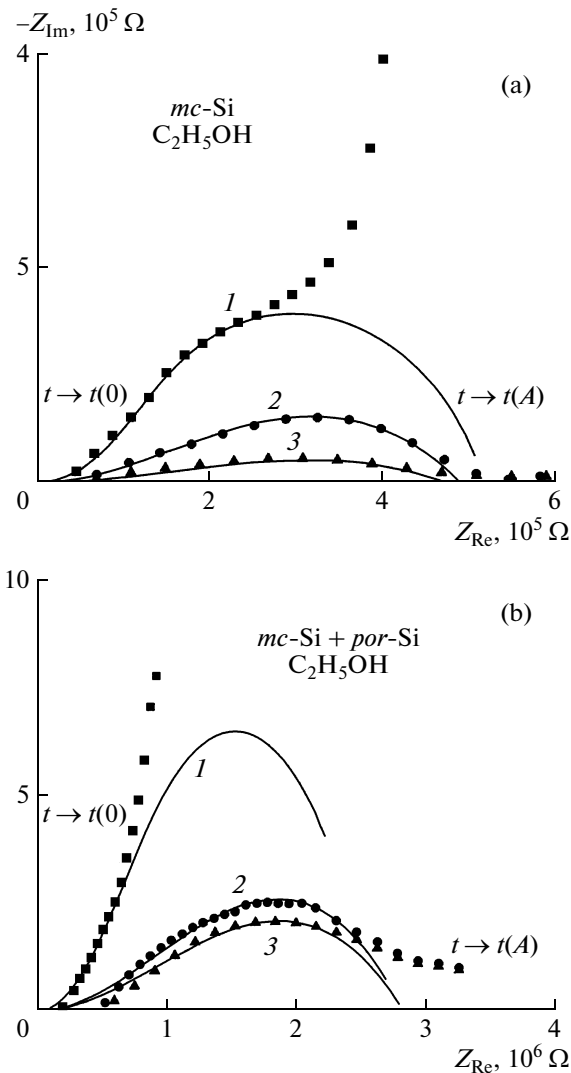 –Z_Im, 10^5 Ω
4
(a)
mc-Si
C2H5OH
5
1
t → t(0)
t → t(A)
2
3
0
2
4
6
Z_Re, 10^5 Ω
10
(b)
mc-Si + por-Si
C2H5OH
1
5
t → t(0)
2
t → t(A)
3
0
1
2
3
4
Z_Re, 10^6 Ω